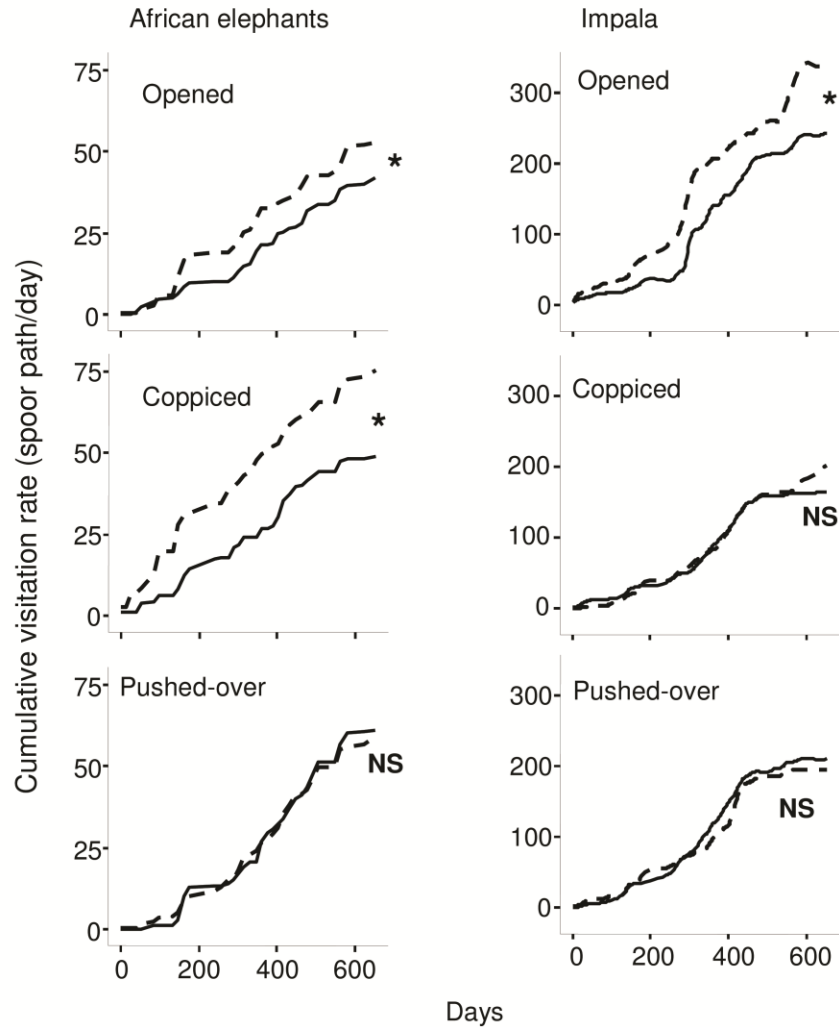 African elephants
Impala
Cumulative visitation rate (spoor path/day)
75
50
25
0
Opened
*
300
200
100
0
Opened
*
75
50
25
0
Coppiced
*
300
200
100
0
Coppiced
NS
75
50
25
0
Pushed-over
NS
0 200 400 600
300
200
100
0
Pushed-over
NS
0 200 400 600
Days